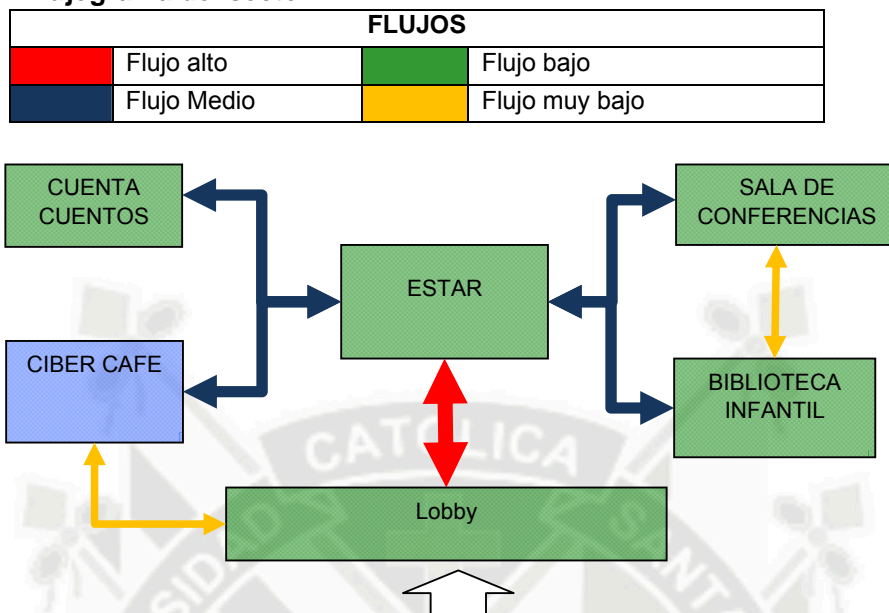 FLUJOS
Flujo alto
Flujo bajo
Flujo Medio
Flujo muy bajo
CUENTA
CUENTOS
SALA DE
CONFERENCIAS
ESTAR
CIBER CAFE
BIBLIOTECA
INFANTIL
CATOLICA
Lobby